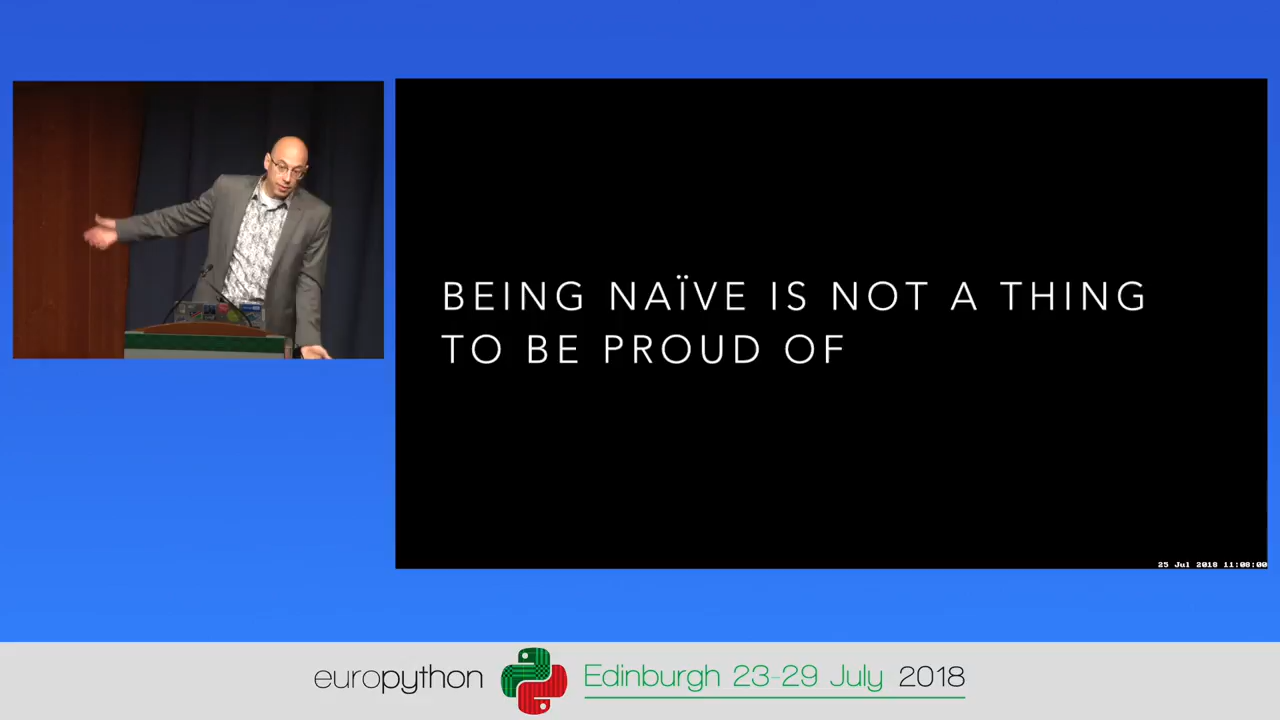 BEING NAÏVE IS NOT A THING
TO BE PROUD OF
25 Jul 2018 11:08:00
europython Edinburgh 23-29 July 2018